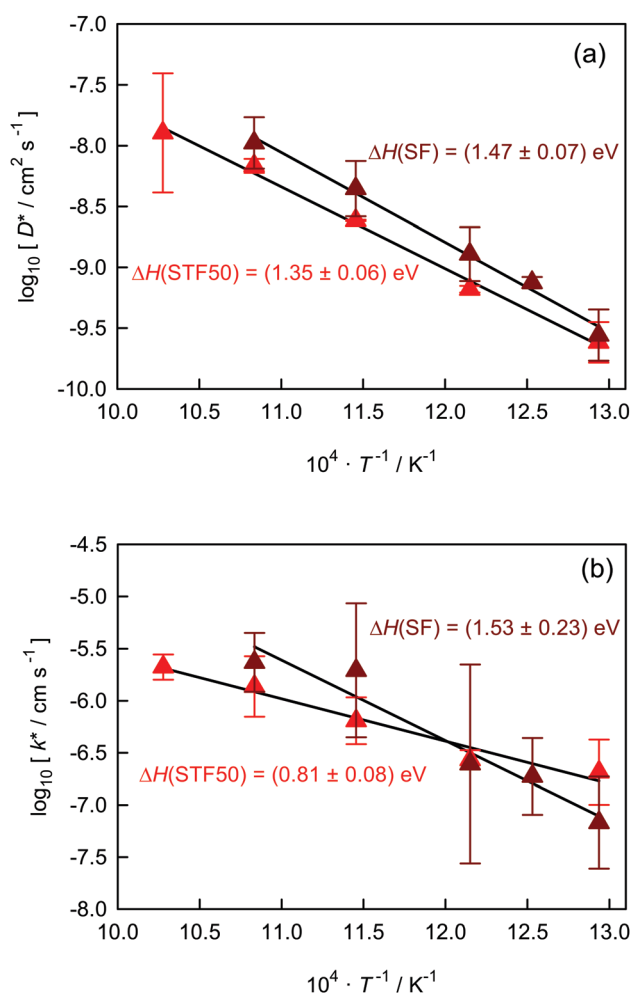 (a)
-7.0
-7.5
-8.0
-8.5
-9.0
-9.5
-10.0
log₁₀ [ D* / cm² s⁻¹ ]
ΔH(SF) = (1.47 ± 0.07) eV
ΔH(STF50) = (1.35 ± 0.06) eV
10.0 10.5 11.0 11.5 12.0 12.5 13.0
10⁴ · T⁻¹ / K⁻¹
(b)
-4.5
-5.0
-5.5
-6.0
-6.5
-7.0
-7.5
-8.0
log₁₀ [ k* / cm s⁻¹ ]
ΔH(SF) = (1.53 ± 0.23) eV
ΔH(STF50) = (0.81 ± 0.08) eV
10.0 10.5 11.0 11.5 12.0 12.5 13.0
10⁴ · T⁻¹ / K⁻¹